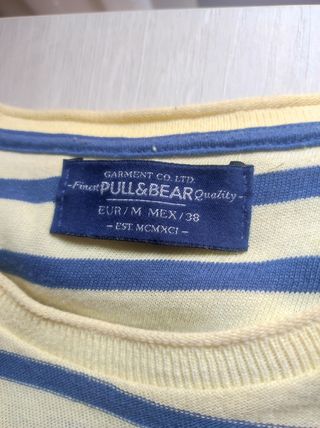 GARMENT CO. LTD.
-Finest PULL&BEAR Quality-
EUR/M MEX/38
- EST. MCMXCI -